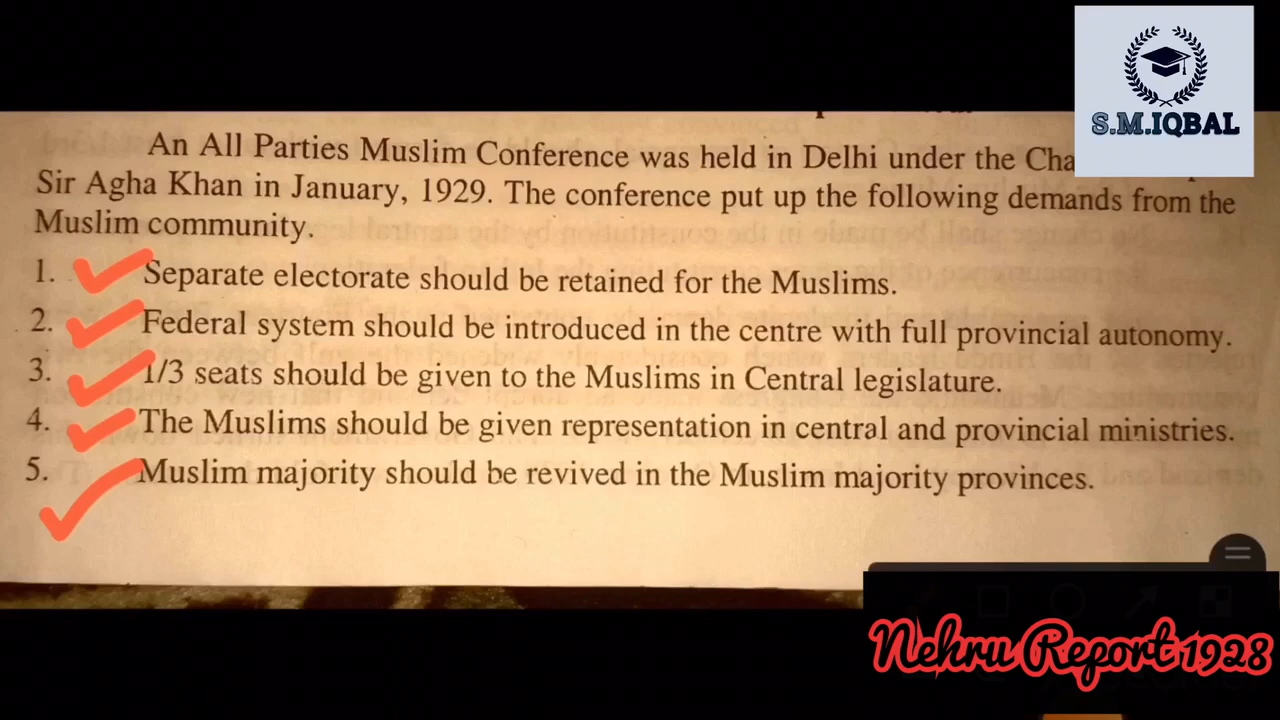 S.M.IQBAL
An All Parties Muslim Conference was held in Delhi under the
Sir Agha Khan in January, 1929. The conference put up the following demands from the
Muslim community.
1. Separate electorate should be retained for the Muslims.
2. Federal system should be introduced in the centre with full provincial autonomy.
3. 1/3 seats should be given to the Muslims in Central legislature.
4. The Muslims should be given representation in central and provincial ministries.
5. Muslim majority should be revived in the Muslim majority provinces.
Nehru Report 1928